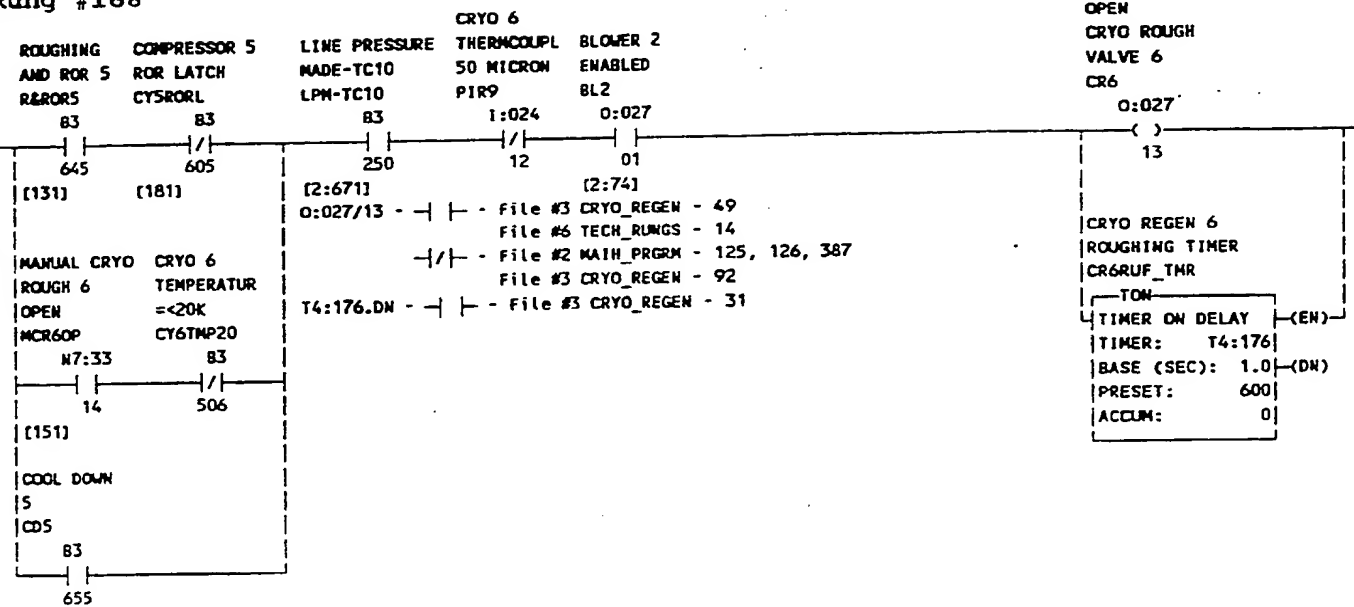 Rung #188
CRYO 6 OPEN
ROUGHING COMPRESSOR 5 LINE PRESSURE THERMCOUPL BLOWER 2 CRYO ROUGH
AND ROR 5 ROR LATCH MADE-TC10 50 MICRON ENABLED VALVE 6
R&ROR5 CY5RORL LPM-TC10 PIR9 BL2 CR6
B3 B3 B3 I:024 O:027 O:027
645 605 250 12 01 13
[131] [181] [2:671] [2:74]
O:027/13 - -] [- - File #3 CRYO_REGEN - 49
File #6 TECH_RUNGS - 14
-]/[- - File #2 MAIN_PRGRM - 125, 126, 387
File #3 CRYO_REGEN - 92
T4:176.DN - -] [- - File #3 CRYO_REGEN - 31
MANUAL CRYO CRYO 6
ROUGH 6 TEMPERATUR
OPEN =<20K
MCR6OP CY6TMP20
N7:33 B3
14 506
[151]
COOL DOWN
5
CD5
B3
655
CRYO REGEN 6
ROUGHING TIMER
CR6RUF_TMR
TON
TIMER ON DELAY (EN)
TIMER: T4:176
BASE (SEC): 1.0 (DN)
PRESET: 600
ACCUM: 0